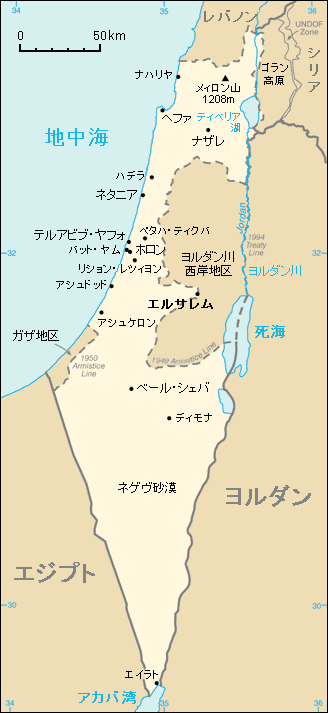 34
35
36
レバノン
0
50km
UNDOF
Zone
シリア
ナハリヤ
メイロン山
1208m
ゴラン
高原
ヘファ
ティベリア
湖
地中海
ナザレ
ハデラ
ネタニア
Jordan
1994
Treaty
Line
テルアビブ・ヤフォ
ペタハ・ティクバ
バット・ヤム
ホロン
リション・レツィヨン
ヨルダン川
西岸地区
32
32
ヨルダン川
アシュドッド
エルサレム
アシュケロン
ガザ地区
死海
1950
Armistice
Line
1949 Armistice Line
ベール・シェバ
ディモナ
ネゲヴ砂漠
ヨルダン
エジプト
30
30
エイラト
アカバ湾
34
35
36